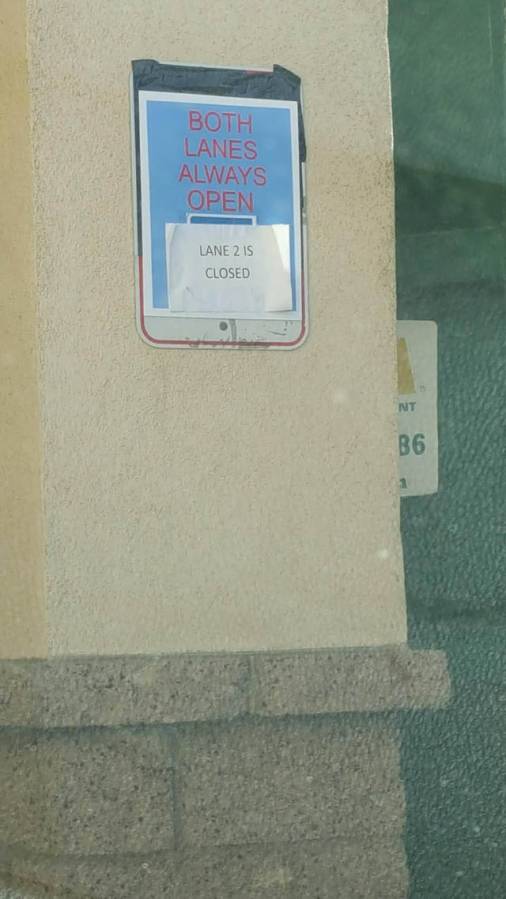 BOTH
LANES
ALWAYS
OPEN
LANE 2 IS
CLOSED
NT
86